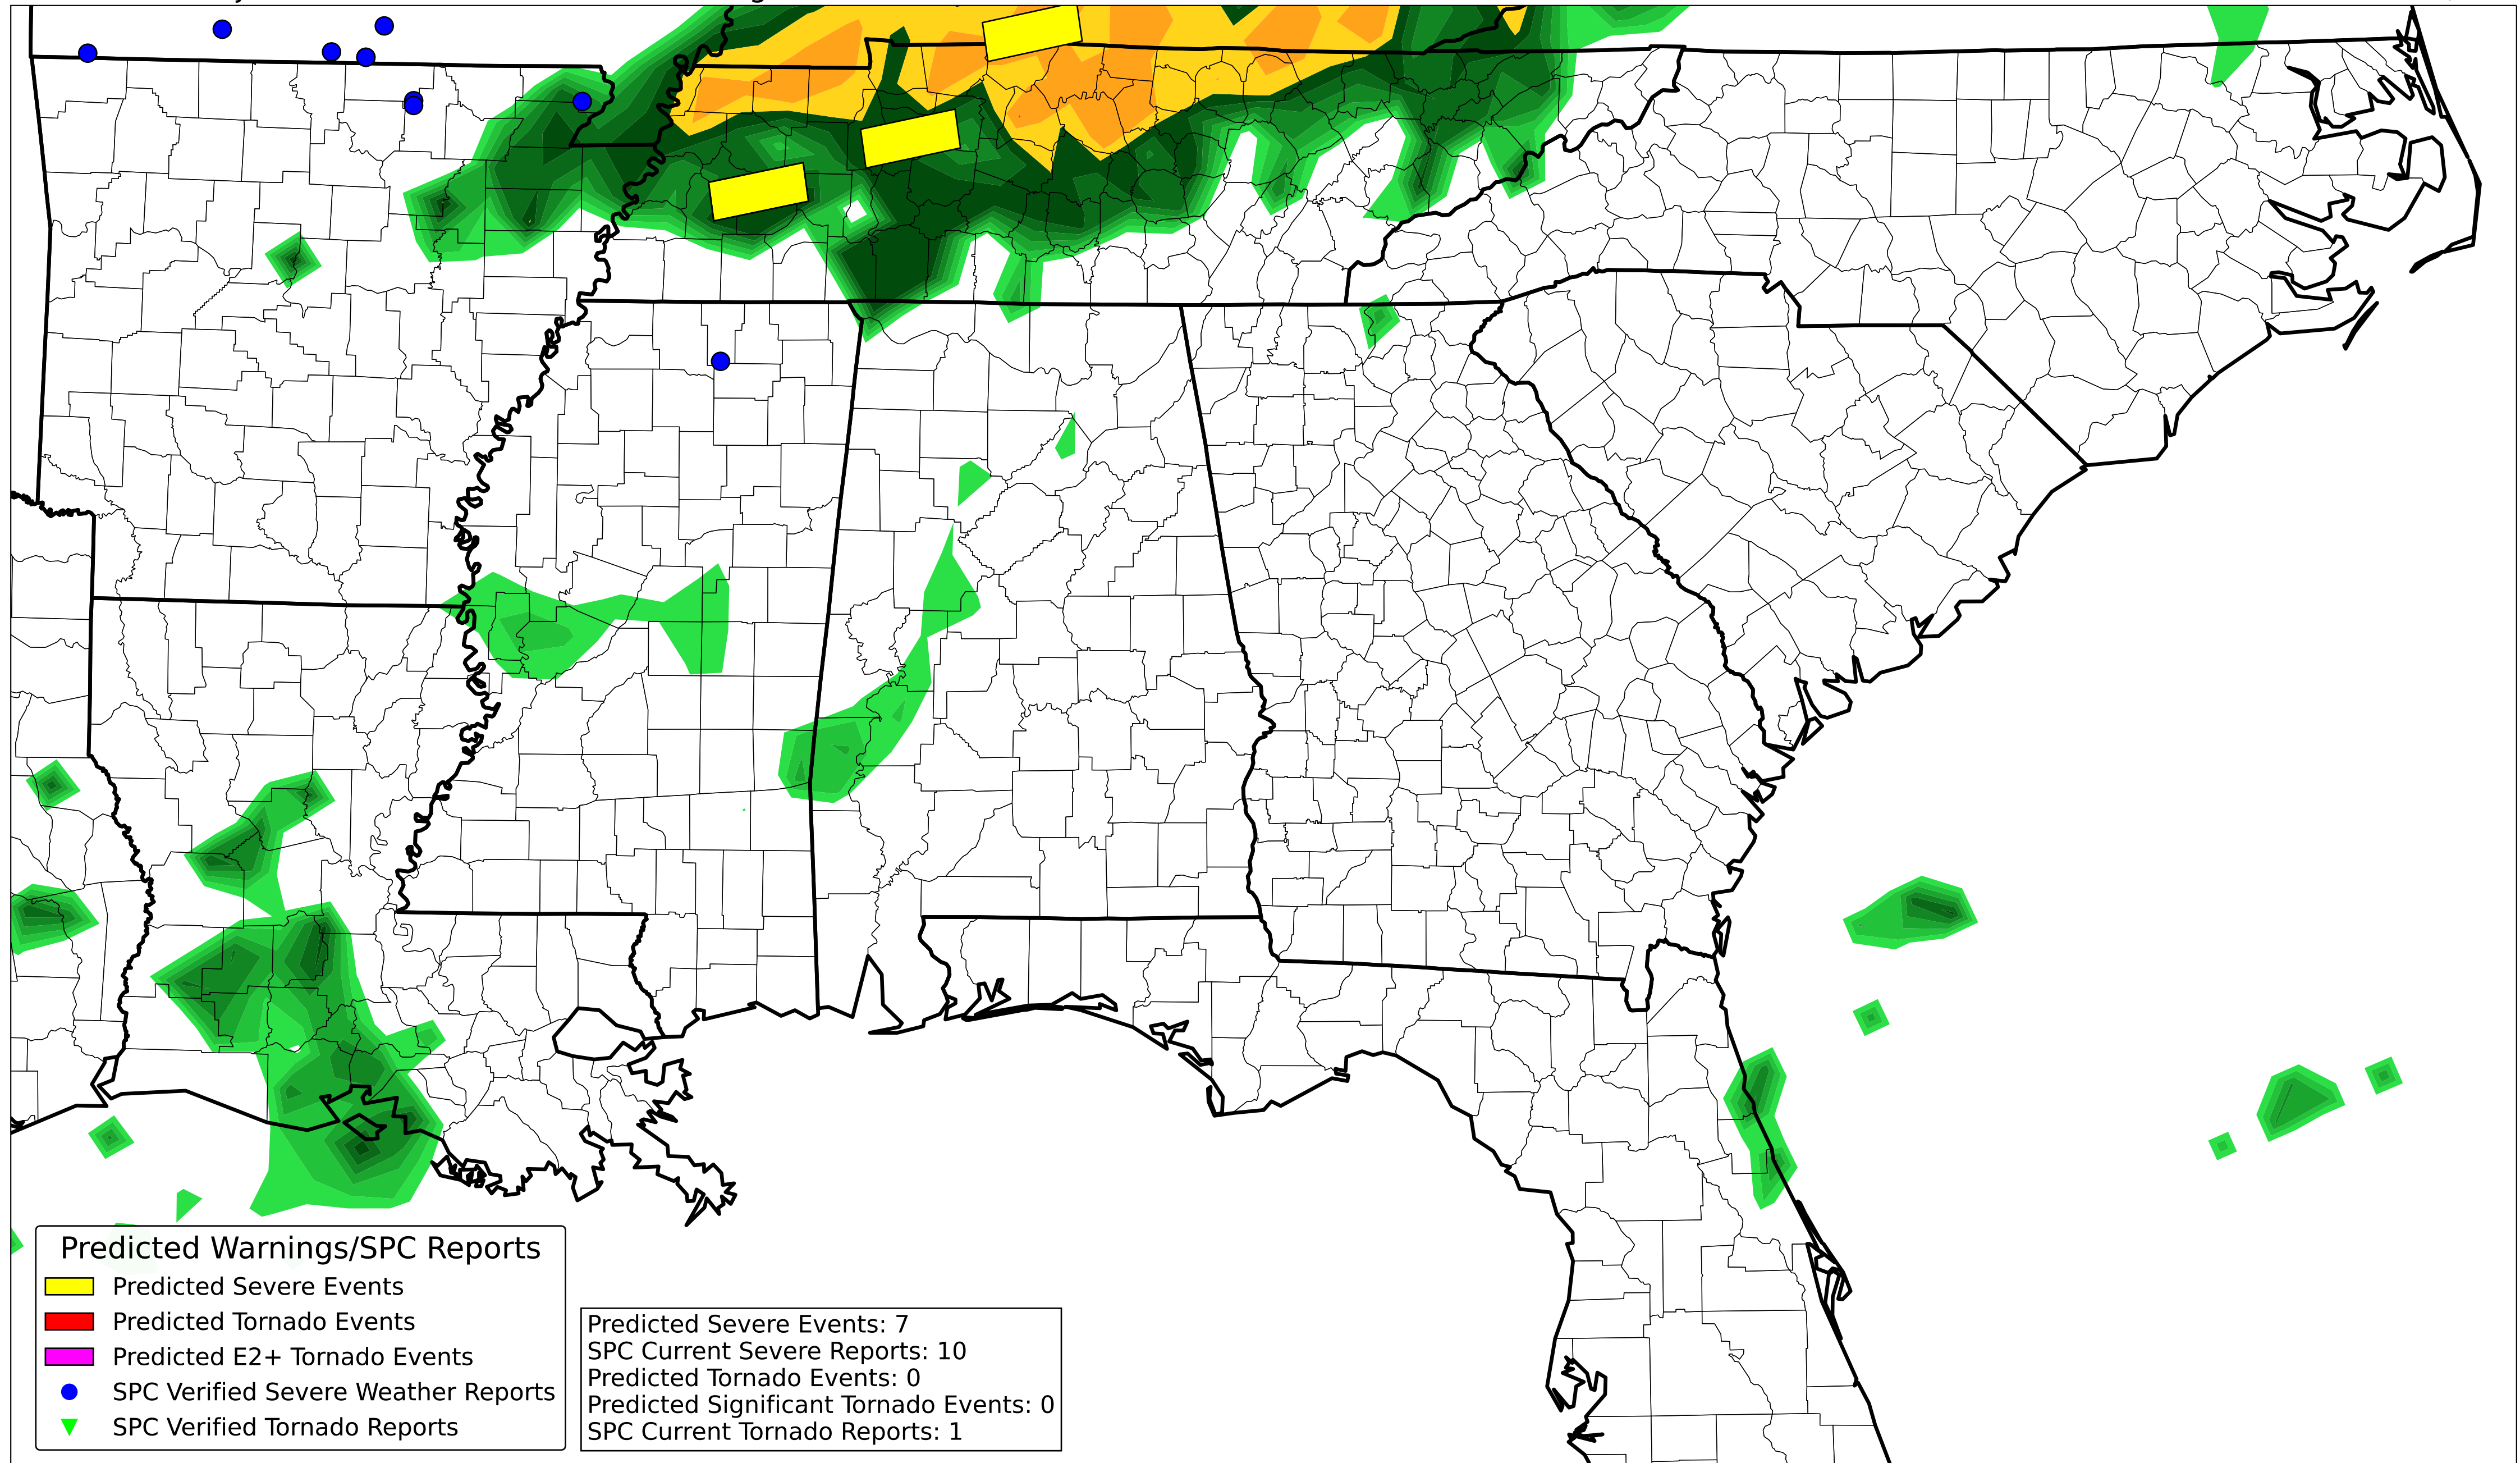 Predicted Warnings/SPC Reports
Predicted Severe Events
Predicted Tornado Events
Predicted E2+ Tornado Events
SPC Verified Severe Weather Reports
SPC Verified Tornado Reports
Predicted Severe Events: 7
SPC Current Severe Reports: 10
Predicted Tornado Events: 0
Predicted Significant Tornado Events: 0
SPC Current Tornado Reports: 1